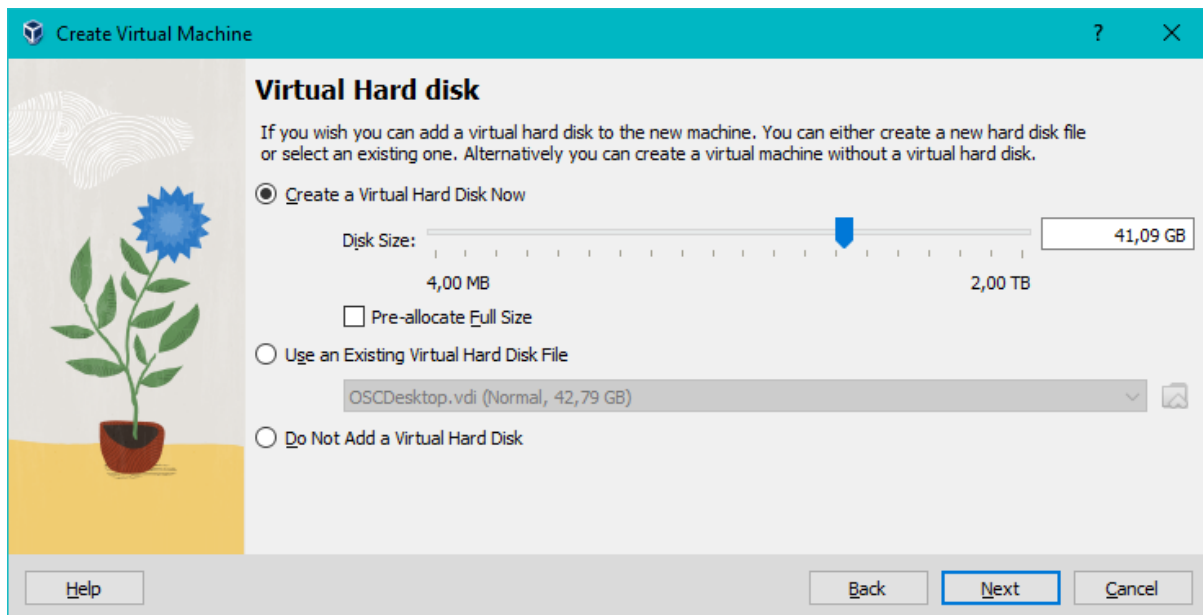 Create Virtual Machine
?
Virtual Hard disk
If you wish you can add a virtual hard disk to the new machine. You can either create a new hard disk file
or select an existing one. Alternatively you can create a virtual machine without a virtual hard disk.
Create a Virtual Hard Disk Now
Disk Size:
41,09 GB
4,00 MB
2,00 TB
Pre-allocate Full Size
Use an Existing Virtual Hard Disk File
OSCDesktop.vdi (Normal, 42,79 GB)
Do Not Add a Virtual Hard Disk
Help
Back
Next
Cancel